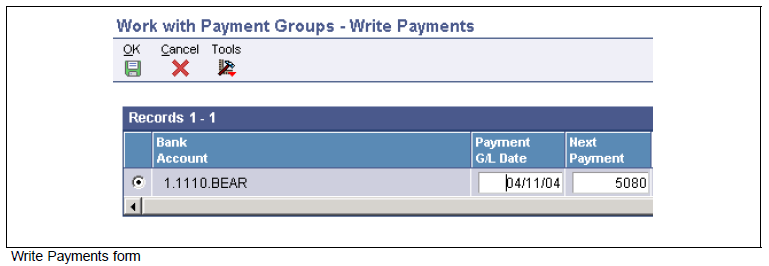 Work with Payment Groups - Write Payments
OK Cancel Tools
Records 1 - 1
Bank Account Payment G/L Date Next Payment
1.1110.BEAR 04/11/04 5080
Write Payments form